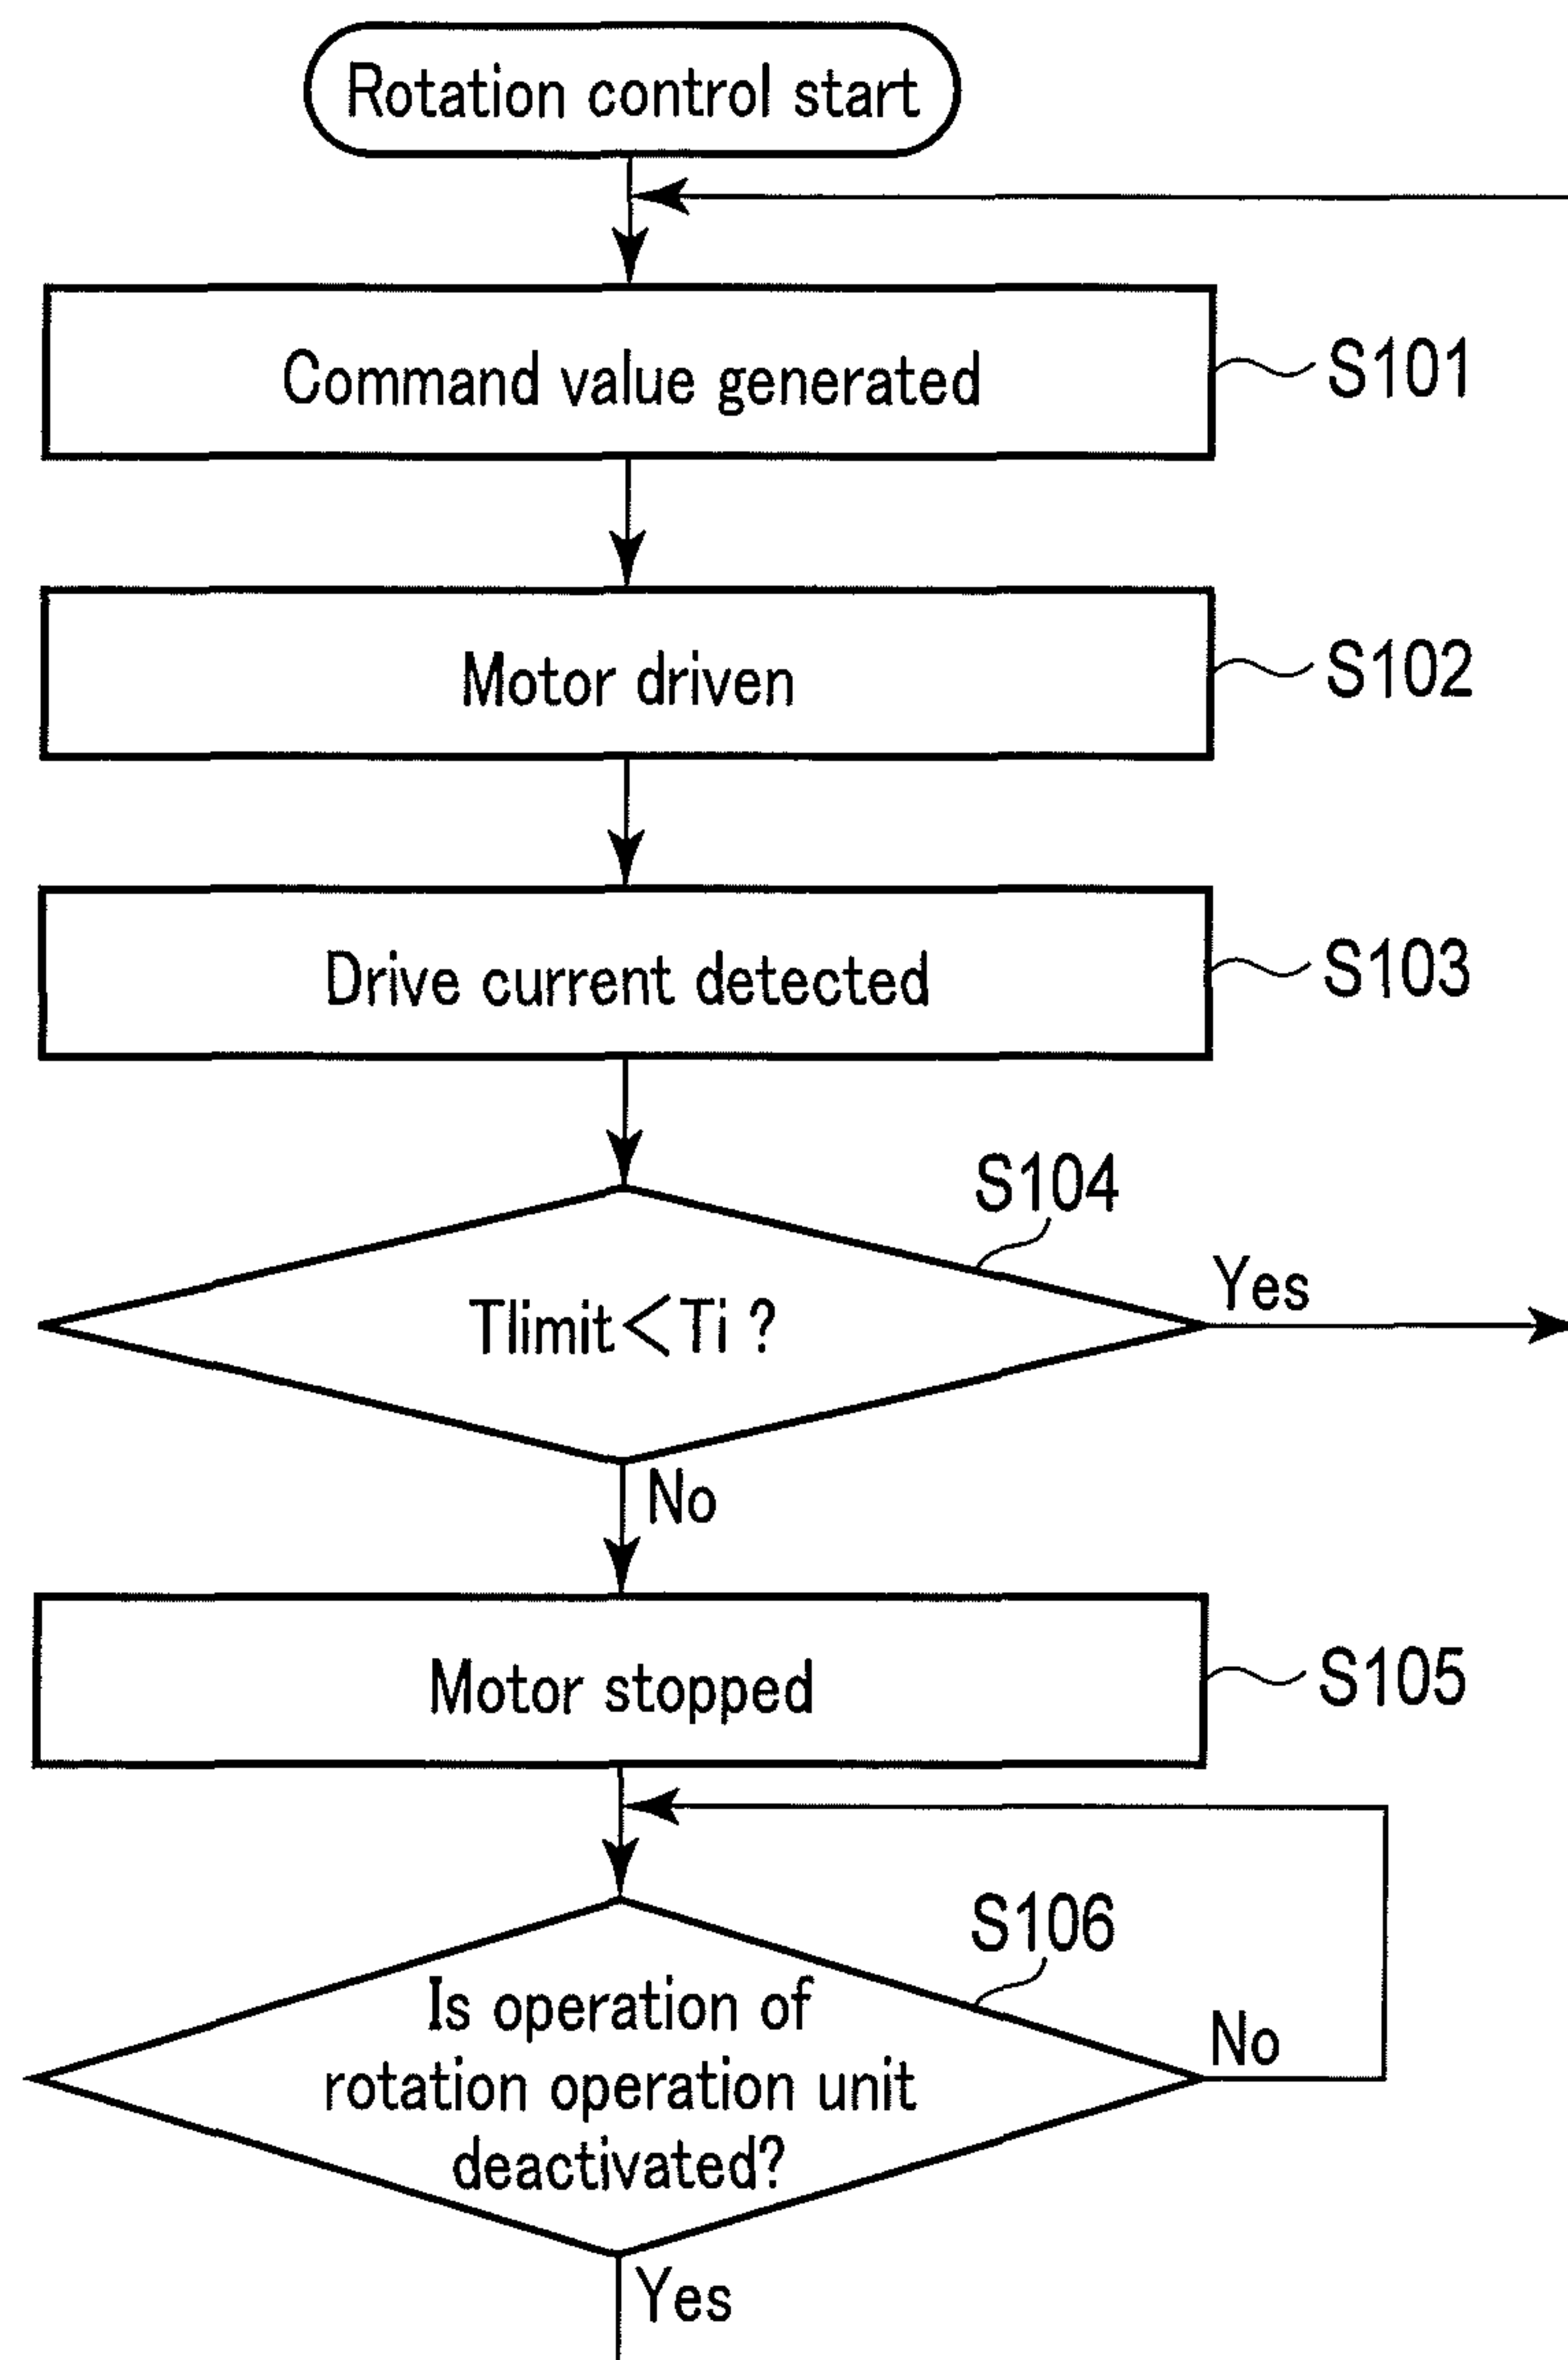 Rotation control start
Command value generated
S101
Motor driven
S102
Drive current detected
S103
S104
Tlimit<Ti ?
Yes
No
Motor stopped
S105
S106
Is operation of
rotation operation unit
deactivated?
No
Yes